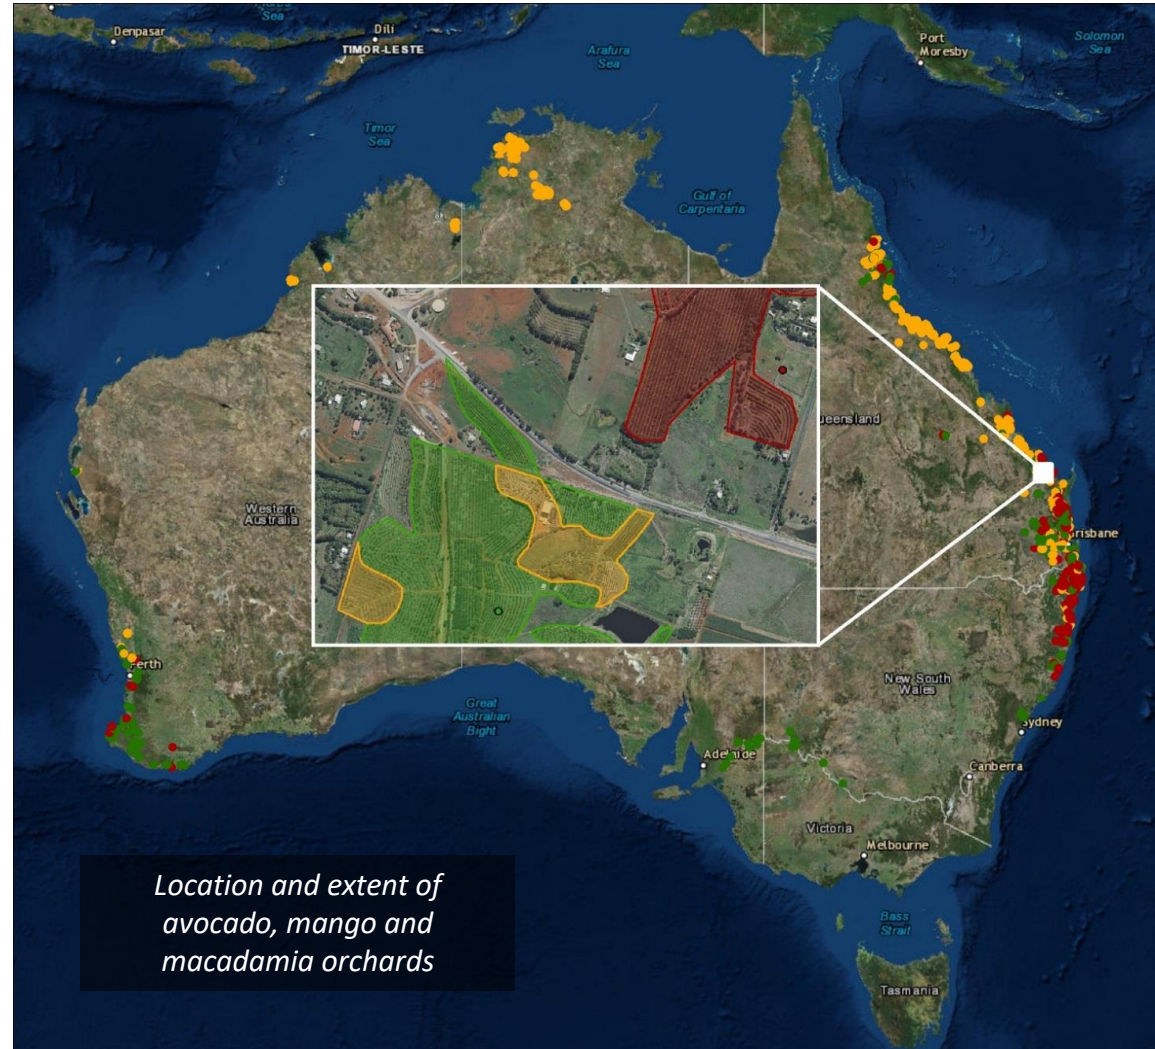 Denpasar
Dili
TIMOR-LESTE
Arafura
Sea
Port
Moresby
Solomon
Sea
Timor
Sea
Gulf of
Carpentaria
ueensland
Western
Australia
risbane
Perth
New South
Wales
Great
Australian
Bight
Sydney
Adelaide
Canberra
Victoria
Melbourne
Location and extent of
avocado, mango and
macadamia orchards
Bass
Strait
Tasmania